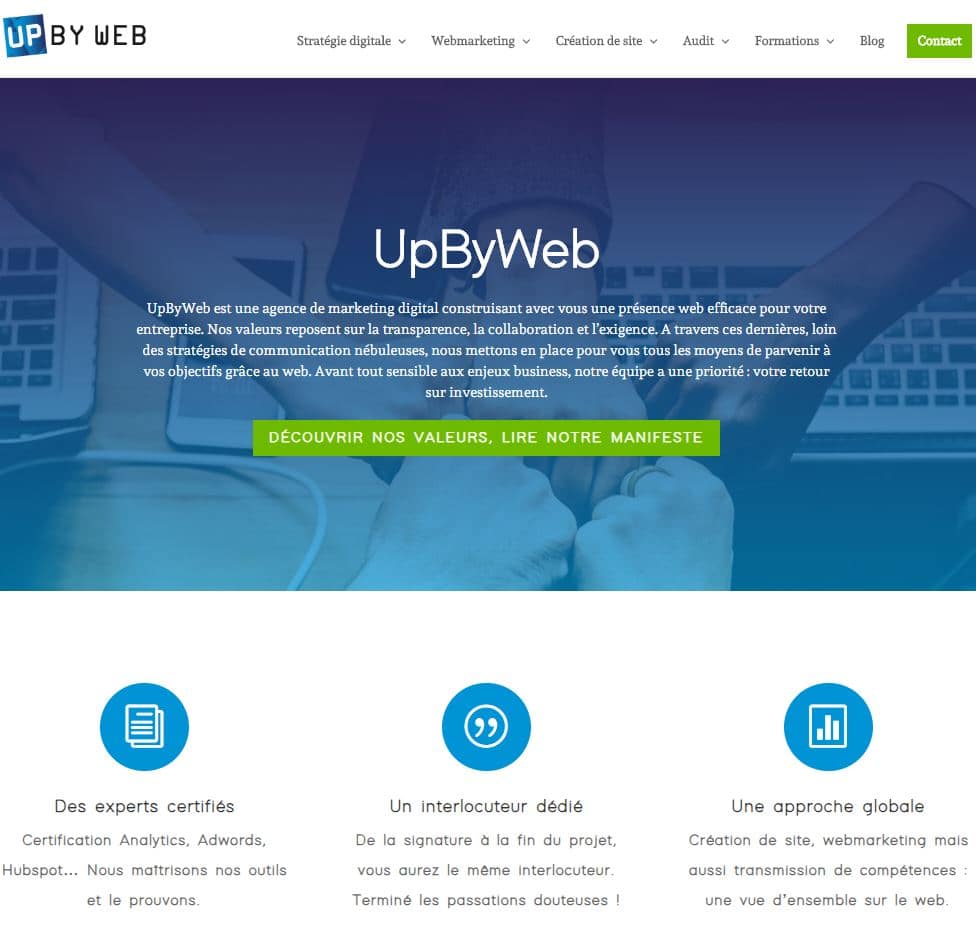 UP BY WEB
Stratégie digitale Webmarketing Création de site Audit Formations Blog Contact
UpByWeb
UpByWeb est une agence de marketing digital construisant avec vous une présence web efficace pour votre
entreprise. Nos valeurs reposent sur la transparence, la collaboration et l'exigence. A travers ces dernières, loin
des stratégies de communication nébuleuses, nous mettons en place pour vous tous les moyens de parvenir à
vos objectifs grâce au web. Avant tout sensible aux enjeux business, notre équipe a une priorité : votre retour
sur investissement.
DÉCOUVRIR NOS VALEURS, LIRE NOTRE MANIFESTE
Des experts certifiés
Certification Analytics, Adwords,
Hubspot... Nous maîtrisons nos outils
et le prouvons.
Un interlocuteur dédié
De la signature à la fin du projet,
vous aurez le même interlocuteur.
Terminé les passations douteuses !
Une approche globale
Création de site, webmarketing mais
aussi transmission de compétences :
une vue d'ensemble sur le web.